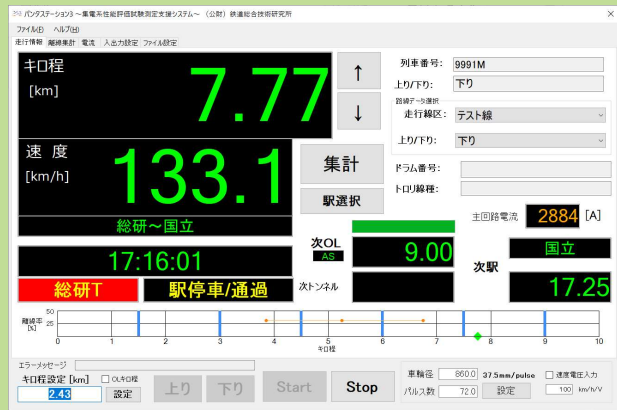 パンタステーション3 ～集電系性能評価試験測定支援システム～ （公財）鉄道総合技術研究所
ファイル(F) ヘルプ(H)
走行情報 離線集計 電流 入出力設定 ファイル設定
キロ程
[km]
7.77
↑
↓
速 度
[km/h]
133.1
総研～国立
17:16:01
総研T 駅停車/通過
集計
駅選択
列車番号: 9991M
上り/下り: 下り
路線データ選択
走行線区: テスト線
上り/下り: 下り
ドラム番号:
トロリ線種:
主回路電流 2884 [A]
次OL
AS
9.00
次トンネル
次駅
国立
17.25
離線率
[%]
50
25
0 1 2 3 4 5 6 7 8 9 10
キロ程
エラーメッセージ
キロ程設定 [km] OLキロ程
2.43 設定
上り 下り Start Stop
車輪径 860.0 37.5mm/pulse 速度電圧入力
パルス数 72.0 設定 100 km/h/V